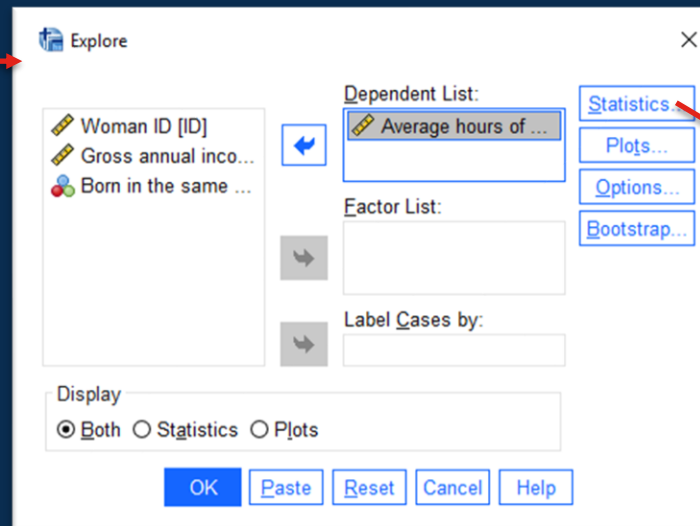 Explore
Dependent List:
Woman ID [ID]
Gross annual inco...
Born in the same ...
Average hours of ...
Factor List:
Label Cases by:
Statistics...
Plots...
Options...
Bootstrap...
Display
Both Statistics Plots
OK Paste Reset Cancel Help